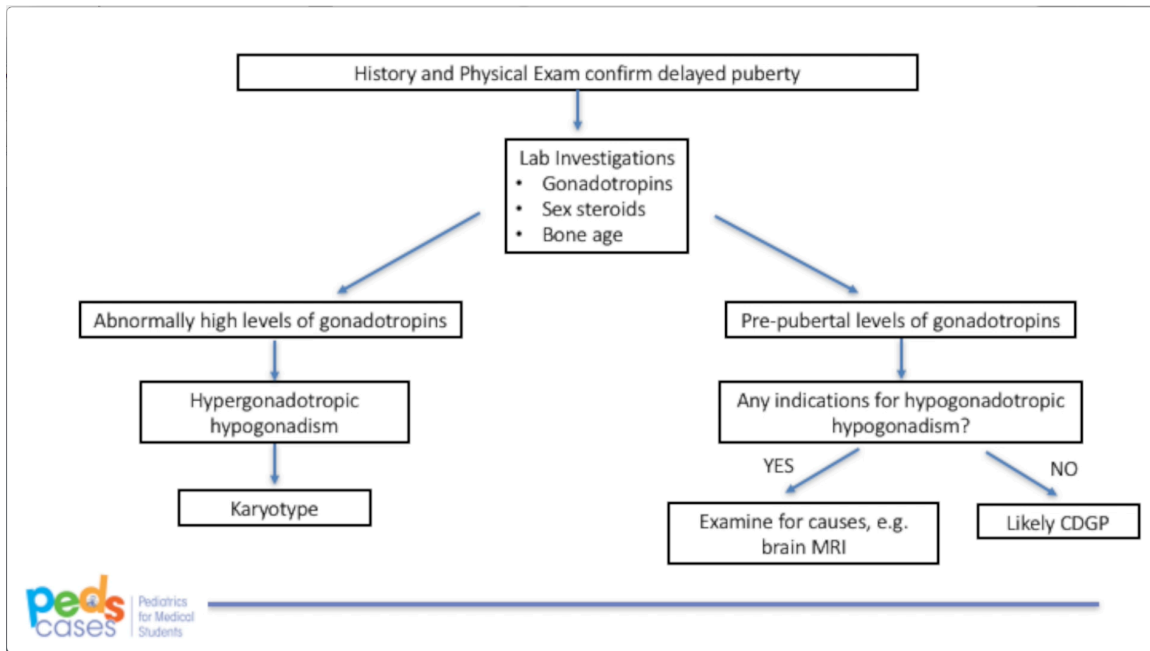 History and Physical Exam confirm delayed puberty
Lab Investigations
• Gonadotropins
• Sex steroids
• Bone age
Abnormally high levels of gonadotropins
Pre-pubertal levels of gonadotropins
Hypergonadotropic
hypogonadism
Any indications for hypogonadotropic
hypogonadism?
YES
NO
Karyotype
Examine for causes, e.g.
brain MRI
Likely CDGP
peds
cases
Pediatrics
for Medical
Students